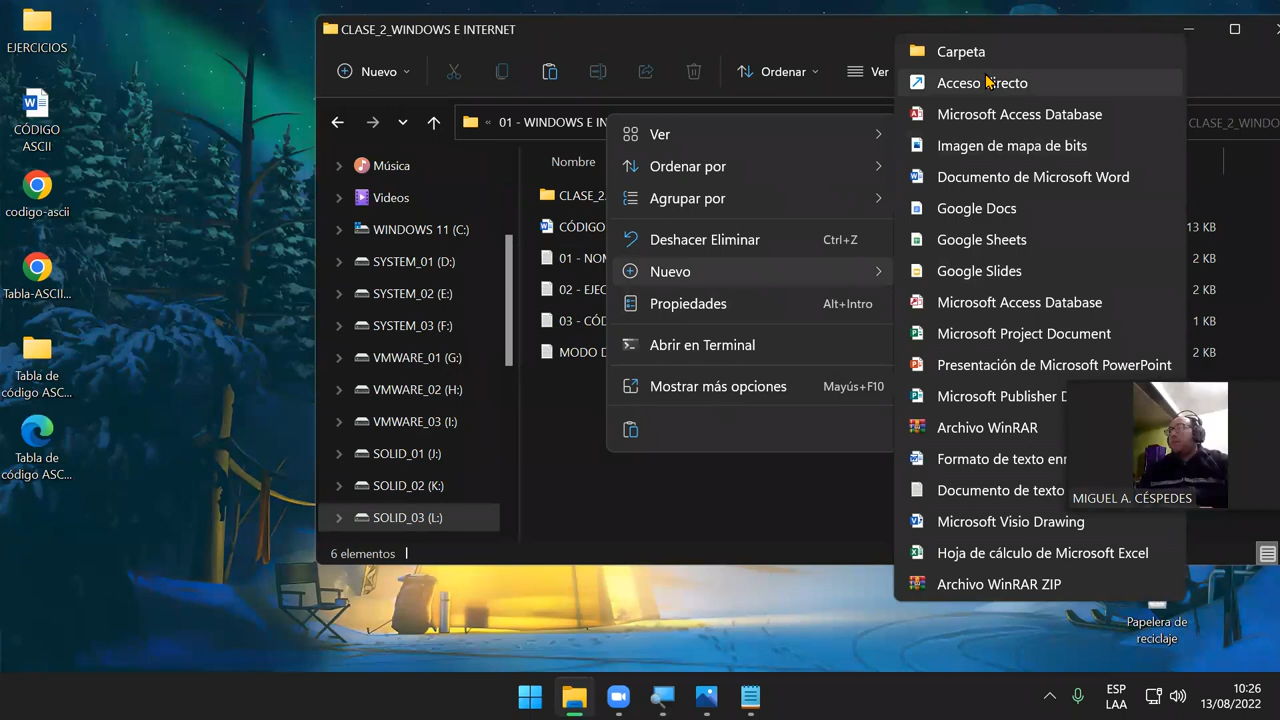 EJERCICIOS
CÓDIGO
ASCII
codigo-ascii
Tabla-ASCII...
Tabla de
código ASC...
Tabla de
código ASC...
CLASE_2_WINDOWS E INTERNET
Nuevo
Ordenar
Ver
« 01 - WINDOWS E IN
CLASE_2_WINDO
Música
Videos
WINDOWS 11 (C:)
SYSTEM_01 (D:)
SYSTEM_02 (E:)
SYSTEM_03 (F:)
VMWARE_01 (G:)
VMWARE_02 (H:)
VMWARE_03 (I:)
SOLID_01 (J:)
SOLID_02 (K:)
SOLID_03 (L:)
Nombre
CLASE_2
CÓDIGO
13 KB
01 - NOM
2 KB
02 - EJEC
2 KB
03 - CÓD
1 KB
MODO D
2 KB
6 elementos
Ver
Ordenar por
Agrupar por
Deshacer Eliminar Ctrl+Z
Nuevo
Propiedades Alt+Intro
Abrir en Terminal
Mostrar más opciones Mayús+F10
Carpeta
Acceso directo
Microsoft Access Database
Imagen de mapa de bits
Documento de Microsoft Word
Google Docs
Google Sheets
Google Slides
Microsoft Access Database
Microsoft Project Document
Presentación de Microsoft PowerPoint
Microsoft Publisher D
Archivo WinRAR
Formato de texto enr
Documento de texto
Microsoft Visio Drawing
Hoja de cálculo de Microsoft Excel
Archivo WinRAR ZIP
MIGUEL A. CÉSPEDES
Papelera de
reciclaje
ESP
LAA
10:26
13/08/2022